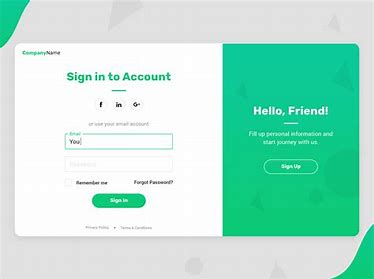 CompanyName
Sign in to Account
f in G+
or use your email account
Email
You
Password
Remember me Forgot Password?
Sign In
Privacy Policy • Terms & Conditions
Hello, Friend!
Fill up personal information and
start journey with us.
Sign Up